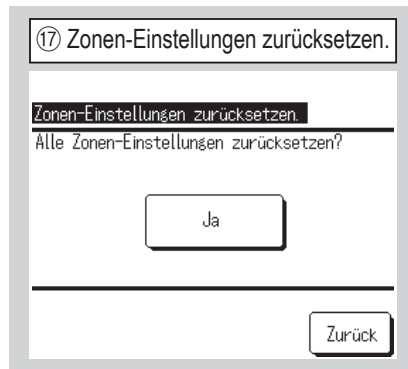 ⑰ Zonen-Einstellungen zurücksetzen.
Zonen-Einstellungen zurücksetzen.
Alle Zonen-Einstellungen zurücksetzen?
Ja
Zurück